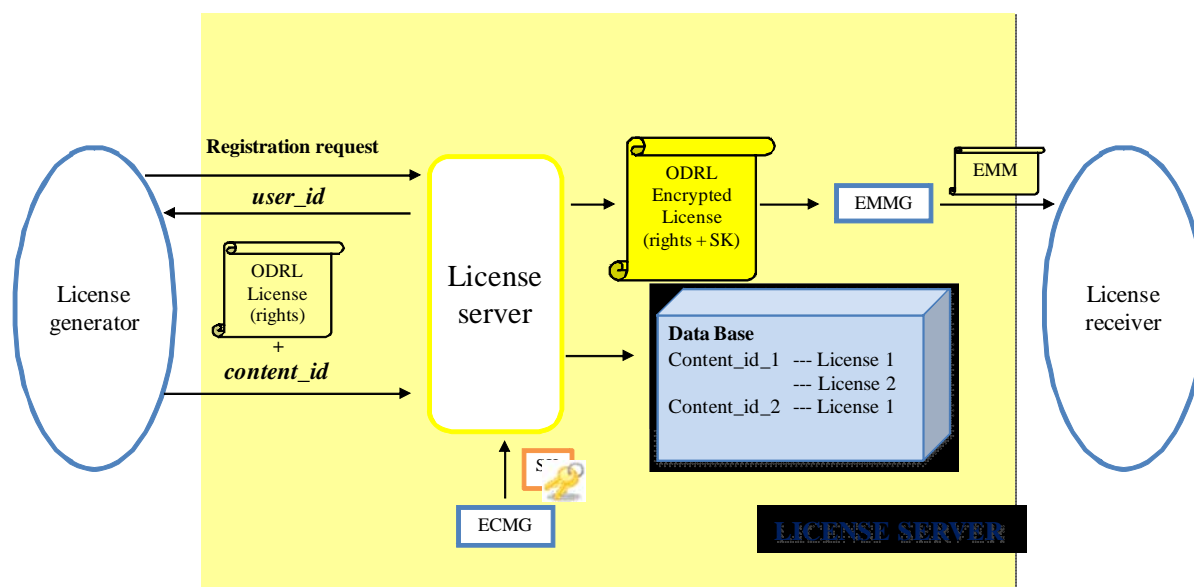 Registration request
user_id
ODRL
License
(rights)
+
content_id
License
generator
License
server
ODRL
Encrypted
License
(rights + SK)
EMMG
EMM
License
receiver
Data Base
Content_id_1 --- License 1
--- License 2
Content_id_2 --- License 1
ECMG
LICENSE SERVER